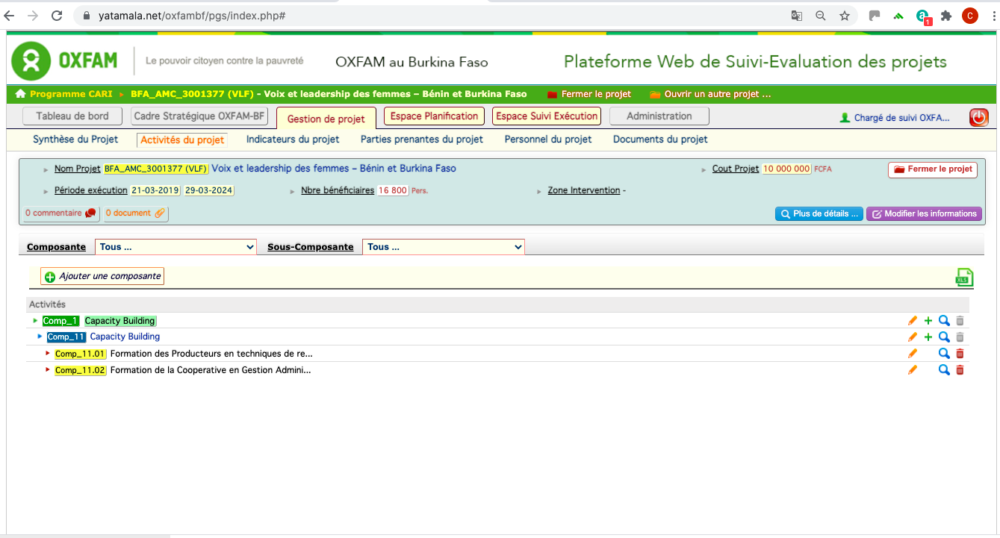 yatamala.net/oxfambf/pgs/index.php#
1
C
OXFAM
Le pouvoir citoyen contre la pauvreté
OXFAM au Burkina Faso
Plateforme Web de Suivi-Evaluation des projets
Programme CARI BFA_AMC_3001377 (VLF) - Voix et leadership des femmes – Bénin et Burkina Faso Fermer le projet Ouvrir un autre projet ...
Tableau de bord Cadre Stratégique OXFAM-BF Gestion de projet Espace Planification Espace Suivi Exécution Administration Chargé de suivi OXFA...
Synthèse du Projet Activités du projet Indicateurs du projet Parties prenantes du projet Personnel du projet Documents du projet
Nom Projet BFA_AMC_3001377 (VLF) Voix et leadership des femmes – Bénin et Burkina Faso Cout Projet 10 000 000 FCFA Fermer le projet
Période exécution 21-03-2019 29-03-2024 Nbre bénéficiaires 16 800 Pers. Zone Intervention -
0 commentaire 0 document Plus de détails ... Modifier les informations
Composante Tous ... Sous-Composante Tous ...
Ajouter une composante XLS
Activités
Comp_1 Capacity Building
Comp_11 Capacity Building
Comp_11.01 Formation des Producteurs en techniques de re...
Comp_11.02 Formation de la Cooperative en Gestion Admini...